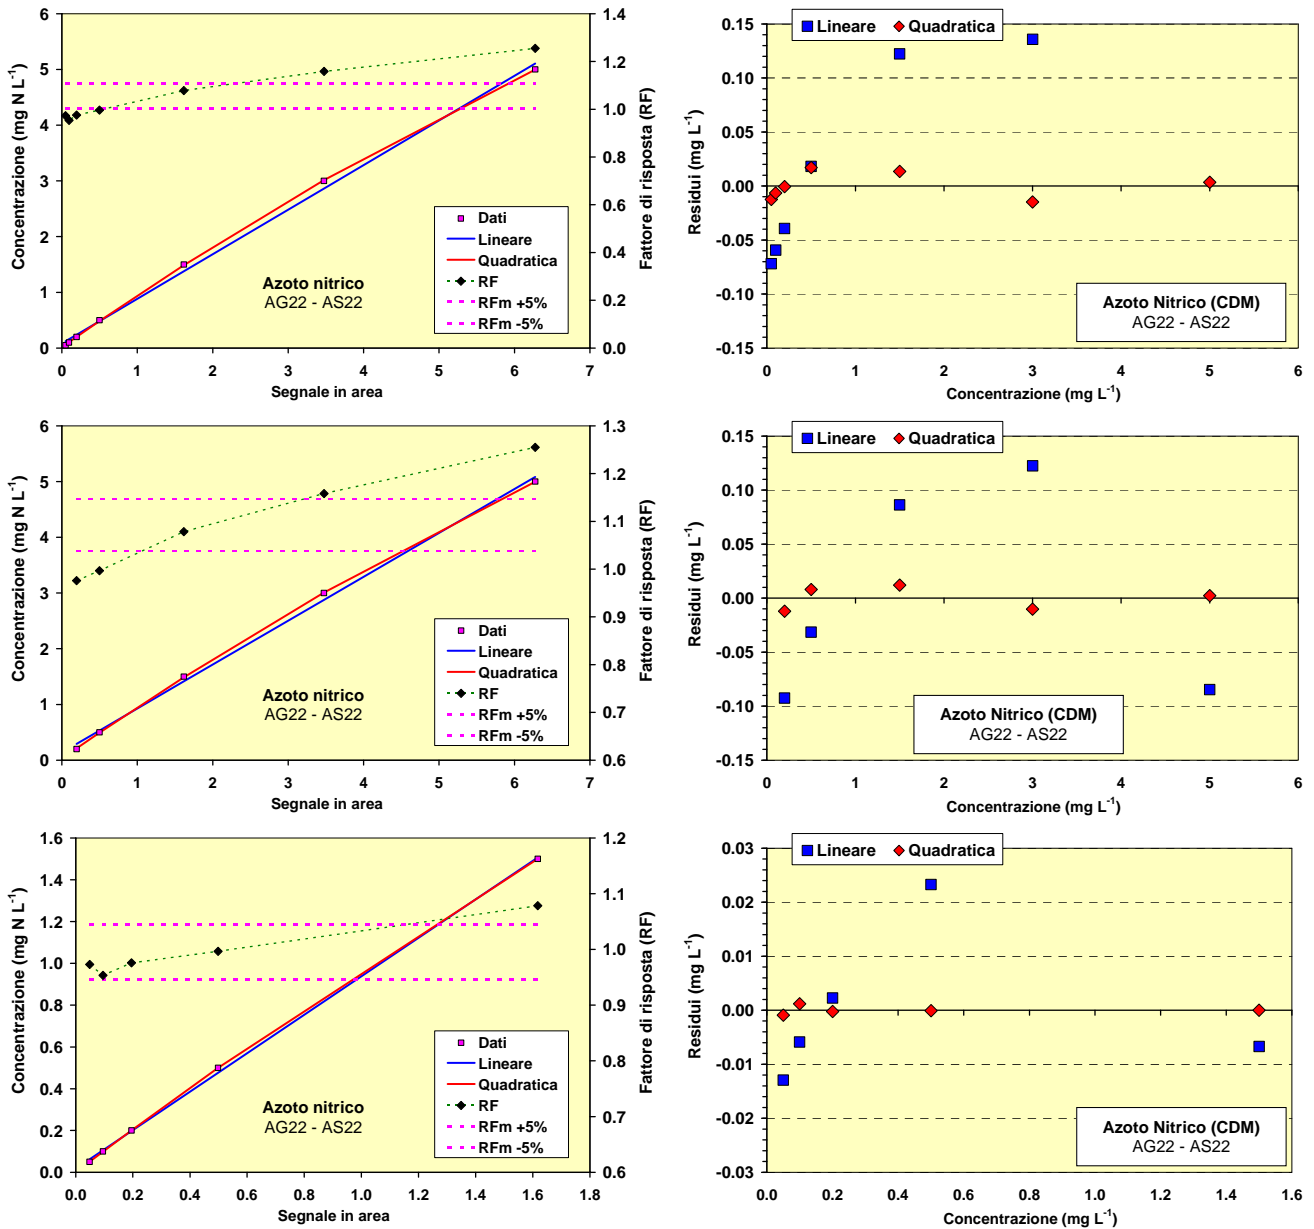 6
5
4
3
2
1
0
1.4
1.2
1.0
0.8
0.6
0.4
0.2
0.0
0 1 2 3 4 5 6 7
Concentrazione (mg N L-1)
Fattore di risposta (RF)
Segnale in area
Azoto nitrico
AG22 - AS22
Dati
Lineare
Quadratica
RF
RFm +5%
RFm -5%
Lineare Quadratica
0.15
0.10
0.05
0.00
-0.05
-0.10
-0.15
0 1 2 3 4 5 6
Residui (mg L-1)
Concentrazione (mg L-1)
Azoto Nitrico (CDM)
AG22 - AS22
6
5
4
3
2
1
0
1.3
1.2
1.1
1.0
0.9
0.8
0.7
0.6
0 1 2 3 4 5 6 7
Concentrazione (mg N L-1)
Fattore di risposta (RF)
Segnale in area
Azoto nitrico
AG22 - AS22
Dati
Lineare
Quadratica
RF
RFm +5%
RFm -5%
Lineare Quadratica
0.15
0.10
0.05
0.00
-0.05
-0.10
-0.15
0 1 2 3 4 5 6
Residui (mg L-1)
Concentrazione (mg L-1)
Azoto Nitrico (CDM)
AG22 - AS22
1.6
1.4
1.2
1.0
0.8
0.6
0.4
0.2
0.0
1.2
1.1
1.0
0.9
0.8
0.7
0.6
0.0 0.2 0.4 0.6 0.8 1.0 1.2 1.4 1.6 1.8
Concentrazione (mg N L-1)
Fattore di risposta (RF)
Segnale in area
Azoto nitrico
AG22 - AS22
Dati
Lineare
Quadratica
RF
RFm +5%
RFm -5%
Lineare Quadratica
0.03
0.02
0.01
0.00
-0.01
-0.02
-0.03
0.0 0.2 0.4 0.6 0.8 1.0 1.2 1.4 1.6
Residui (mg L-1)
Concentrazione (mg L-1)
Azoto Nitrico (CDM)
AG22 - AS22